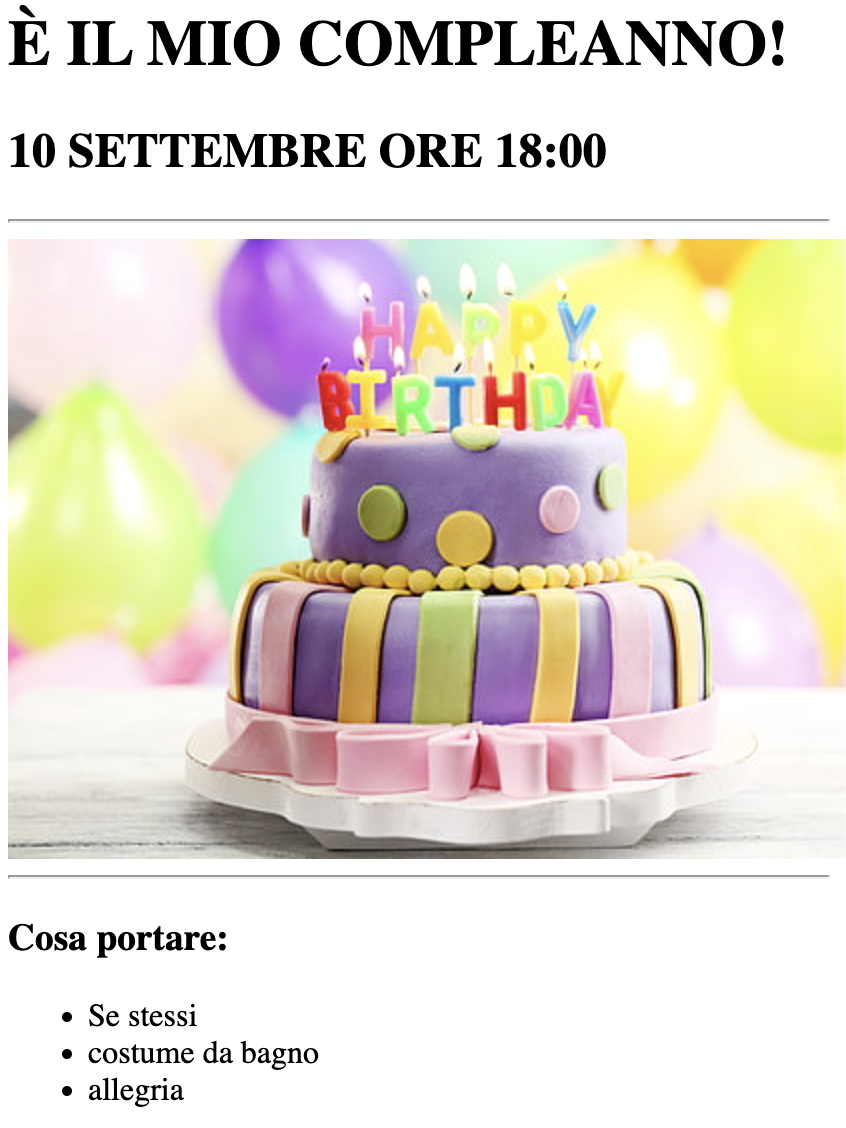 È IL MIO COMPLEANNO!
10 SETTEMBRE ORE 18:00
HAPPY
BIRTHDAY
Cosa portare:
Se stessi
costume da bagno
allegria